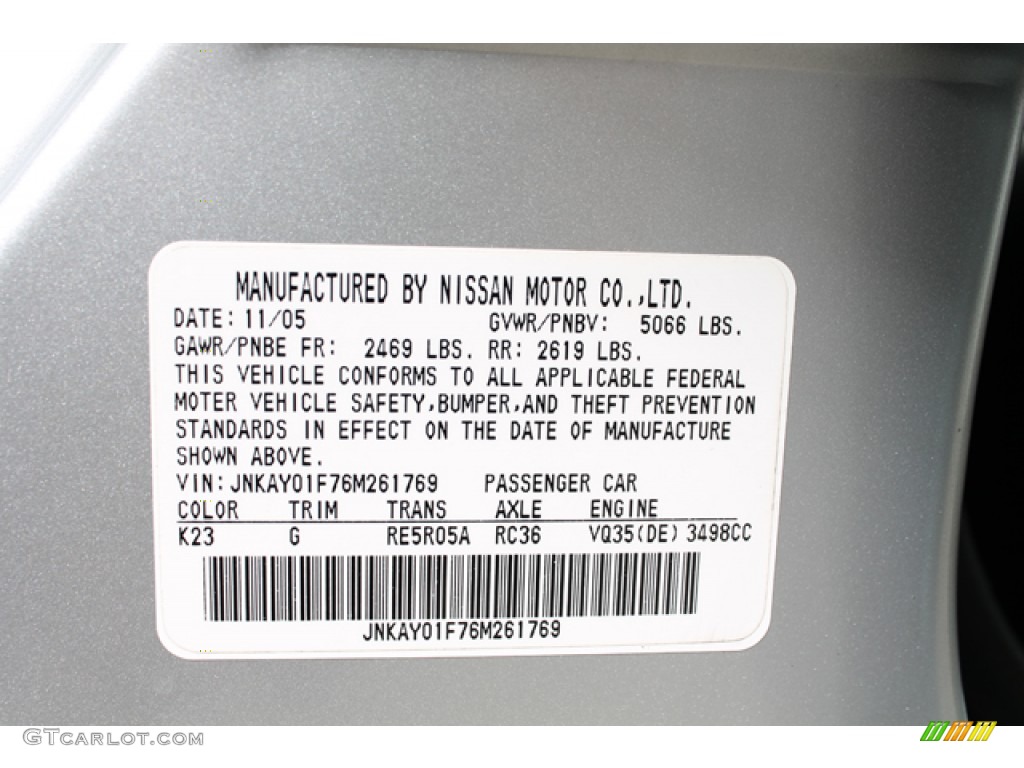 MANUFACTURED BY NISSAN MOTOR CO.,LTD.
DATE: 11/05 GVWR/PNBV: 5066 LBS.
GAWR/PNBE FR: 2469 LBS. RR: 2619 LBS.
THIS VEHICLE CONFORMS TO ALL APPLICABLE FEDERAL
MOTER VEHICLE SAFETY,BUMPER,AND THEFT PREVENTION
STANDARDS IN EFFECT ON THE DATE OF MANUFACTURE
SHOWN ABOVE.
VIN:JNKAY01F76M261769 PASSENGER CAR
COLOR TRIM TRANS AXLE ENGINE
K23 G RE5R05A RC36 VQ35(DE) 3498CC
JNKAY01F76M261769
GTCARLOT.COM